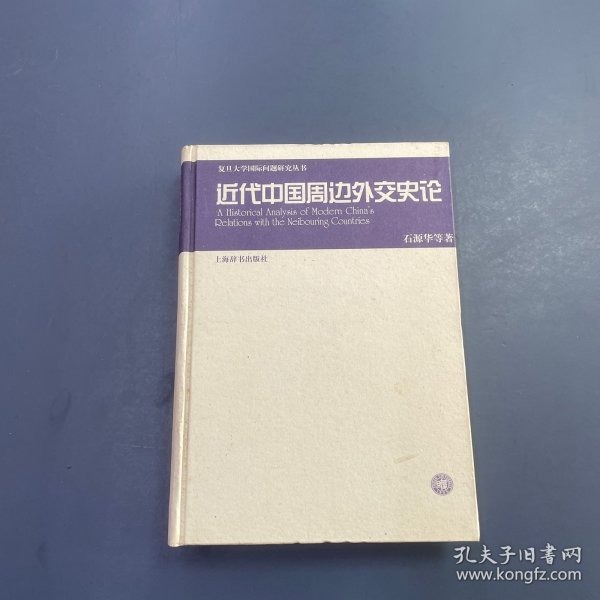 复旦大学国际问题研究丛书
近代中国周边外交史论
A Historical Analysis of Modern China's
Relations with the Neibouring Countries
石源华等著
上海辞书出版社
孔夫子旧书网
www.kongfz.com